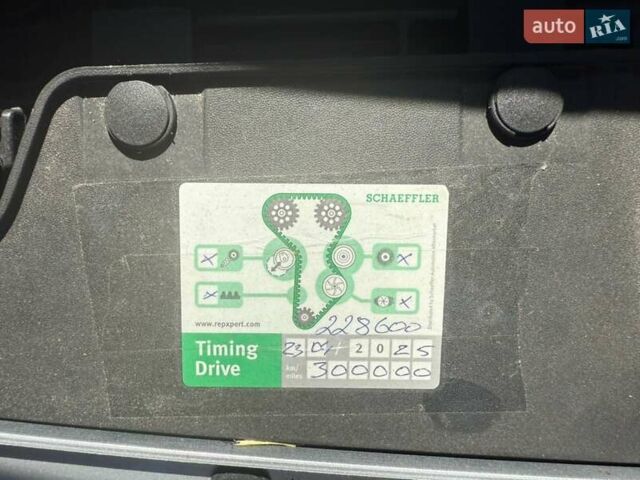 auto RIA.com
SCHAEFFLER
x x
x x
www.repxpert.com
228600
Timing Drive
23 04 2025
km/miles 300000